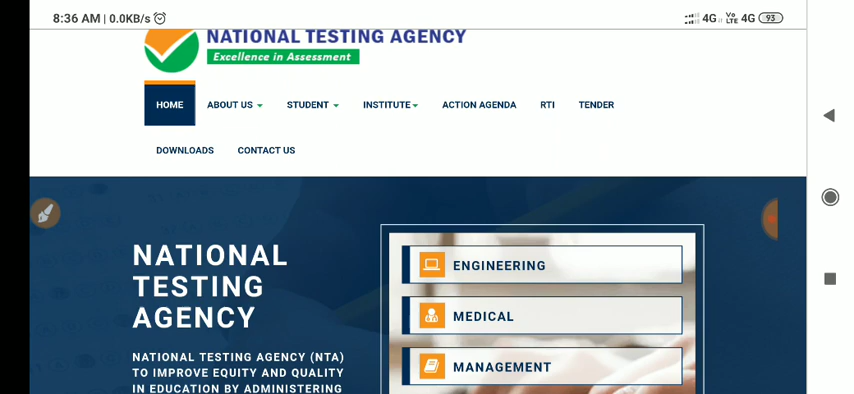 8:36 AM | 0.0KB/s
4G Vo LTE 4G 93
NATIONAL TESTING AGENCY
Excellence in Assessment
HOME ABOUT US STUDENT INSTITUTE ACTION AGENDA RTI TENDER
DOWNLOADS CONTACT US
NATIONAL
TESTING
AGENCY
NATIONAL TESTING AGENCY (NTA)
TO IMPROVE EQUITY AND QUALITY
IN EDUCATION BY ADMINISTERING
ENGINEERING
MEDICAL
MANAGEMENT